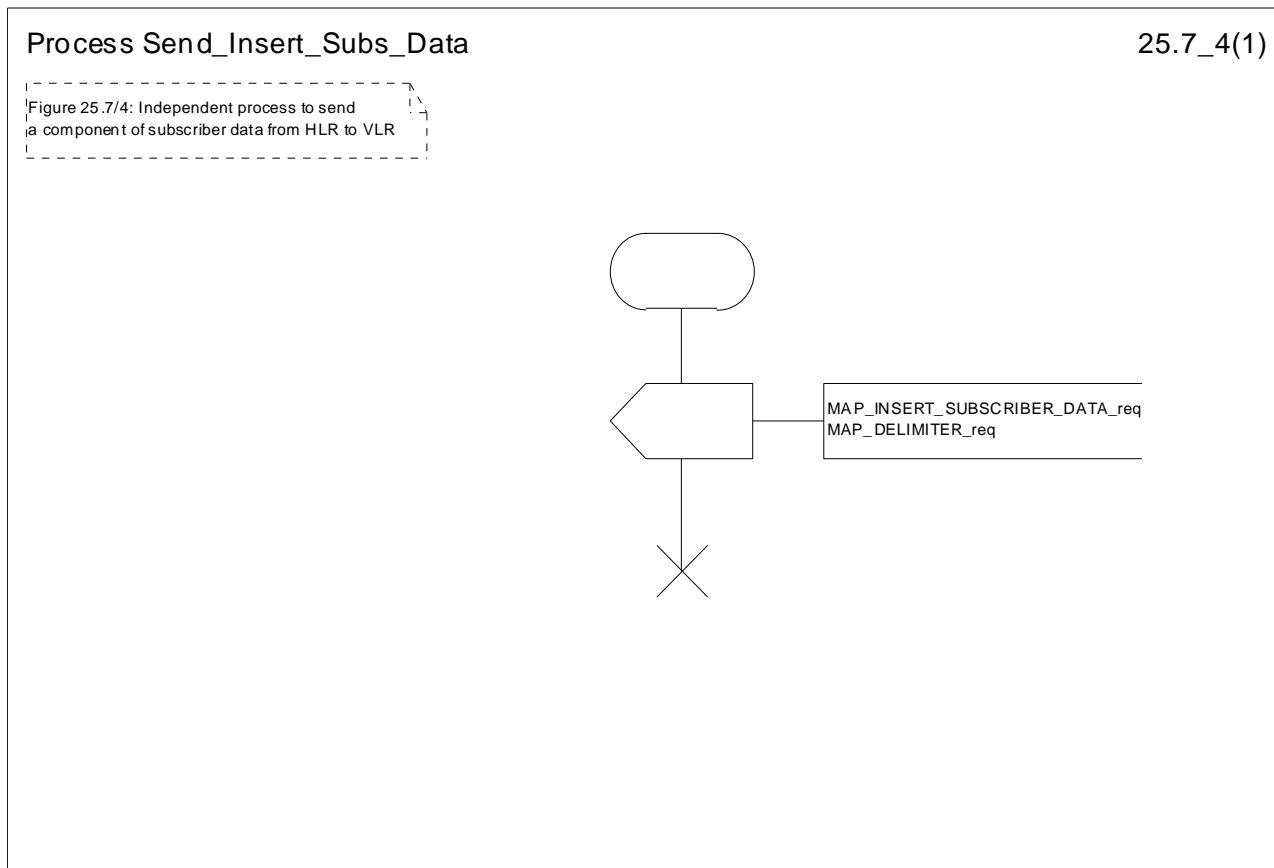 Process Send_Insert_Subs_Data
25.7_4(1)
Figure 25.7/4: Independent process to send
a component of subscriber data from HLR to VLR
MAP_INSERT_SUBSCRIBER_DATA_req
MAP_DELIMITER_req